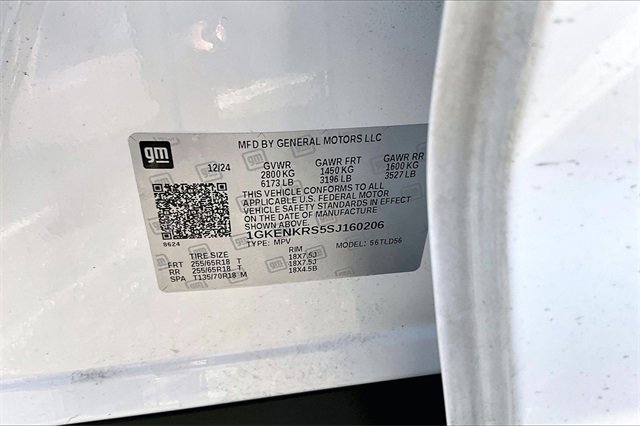 gm
MFD BY GENERAL MOTORS LLC
12/24 GVWR GAWR FRT GAWR RR
2800 KG 1450 KG 1600 KG
6173 LB 3196 LB 3527 LB
THIS VEHICLE CONFORMS TO ALL
APPLICABLE U.S. FEDERAL MOTOR
VEHICLE SAFETY STANDARDS IN EFFECT
ON THE DATE OF MANUFACTURE
SHOWN ABOVE.
1GKENKRS5SJ160206
8624 TYPE: MPV MODEL: 56TLD56
TIRE SIZE RIM
FRT 255/65R18 T 18X7.5J
RR 255/65R18 T 18X7.5J
SPA T135/70R18 M 18X4.5B